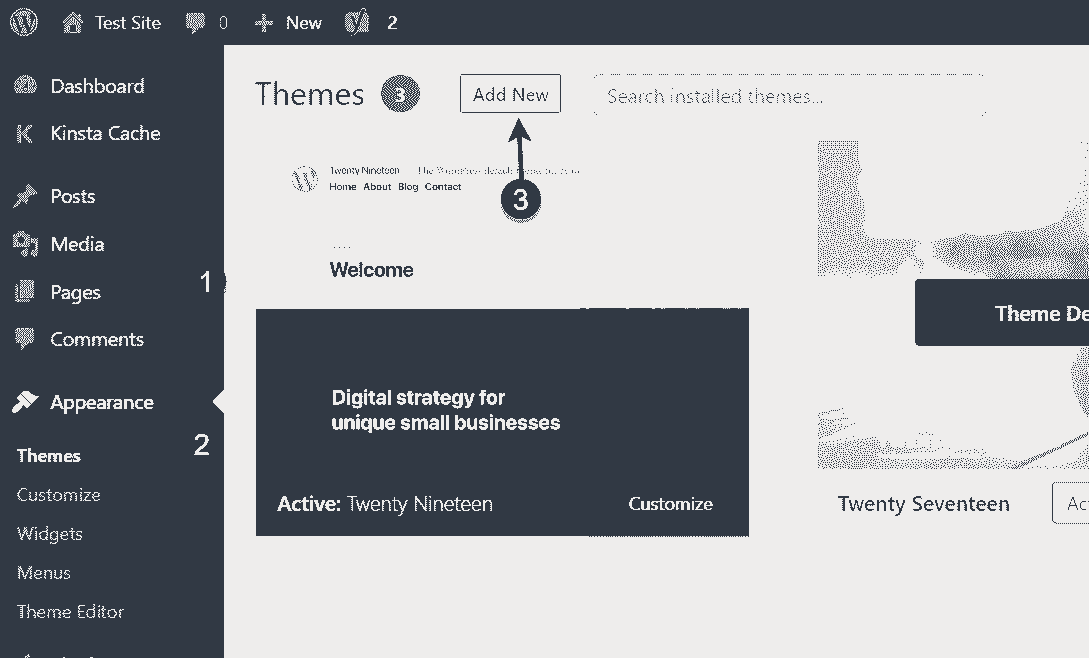 Test Site 0 New 2
Dashboard
Kinsta Cache
Posts
Media
Pages
Comments
Appearance
Themes
Customize
Widgets
Menus
Theme Editor
1
2
Themes 3 Add New Search installed themes...
3
Twenty Nineteen
Home About Blog Contact
Welcome
Digital strategy for
unique small businesses
Active: Twenty Nineteen Customize
Theme De
Twenty Seventeen Ac